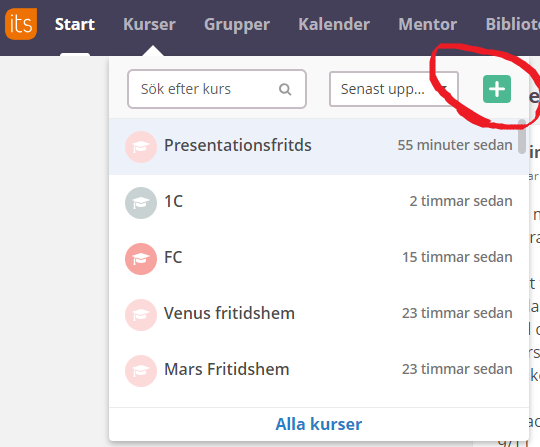 its Start Kurser Grupper Kalender Mentor Bibliote
Sök efter kurs Senast upp...
Presentationsfritds 55 minuter sedan
1C 2 timmar sedan
FC 15 timmar sedan
Venus fritidshem 23 timmar sedan
Mars Fritidshem 23 timmar sedan
Alla kurser